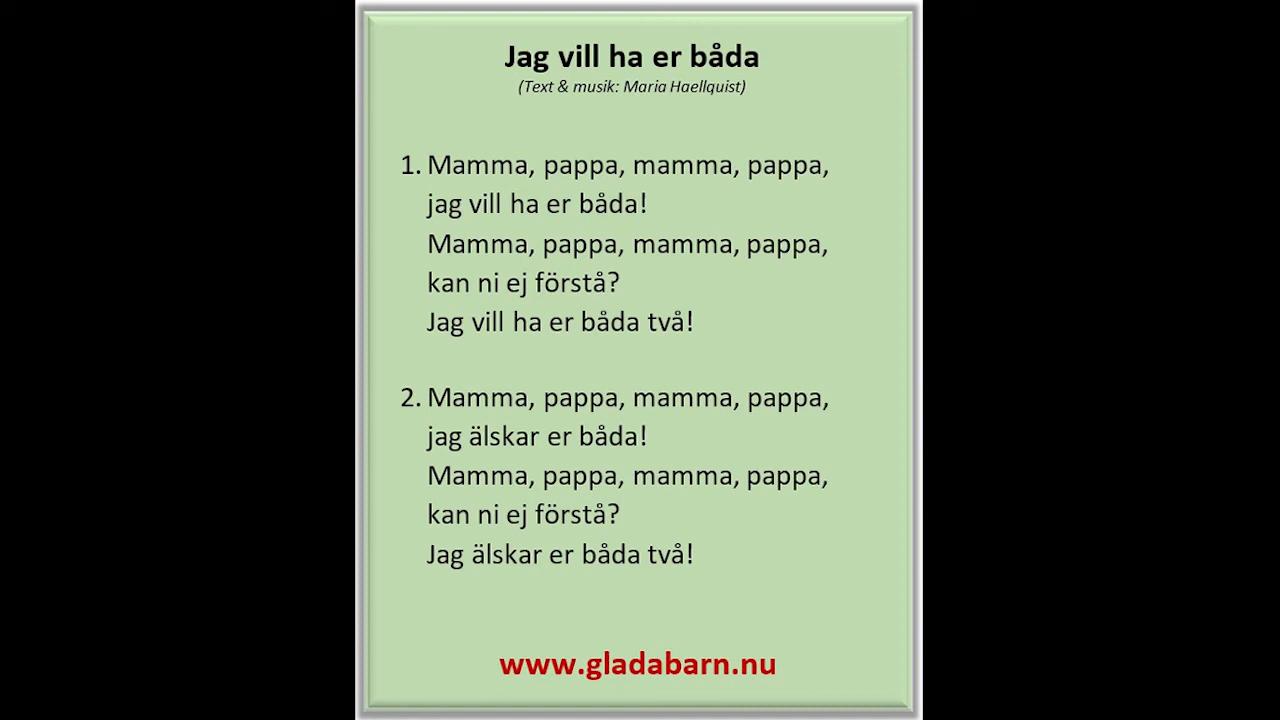 Jag vill ha er båda
(Text & musik: Maria Haellquist)
1. Mamma, pappa, mamma, pappa,
jag vill ha er båda!
Mamma, pappa, mamma, pappa,
kan ni ej förstå?
Jag vill ha er båda två!
2. Mamma, pappa, mamma, pappa,
jag älskar er båda!
Mamma, pappa, mamma, pappa,
kan ni ej förstå?
Jag älskar er båda två!
www.gladabarn.nu